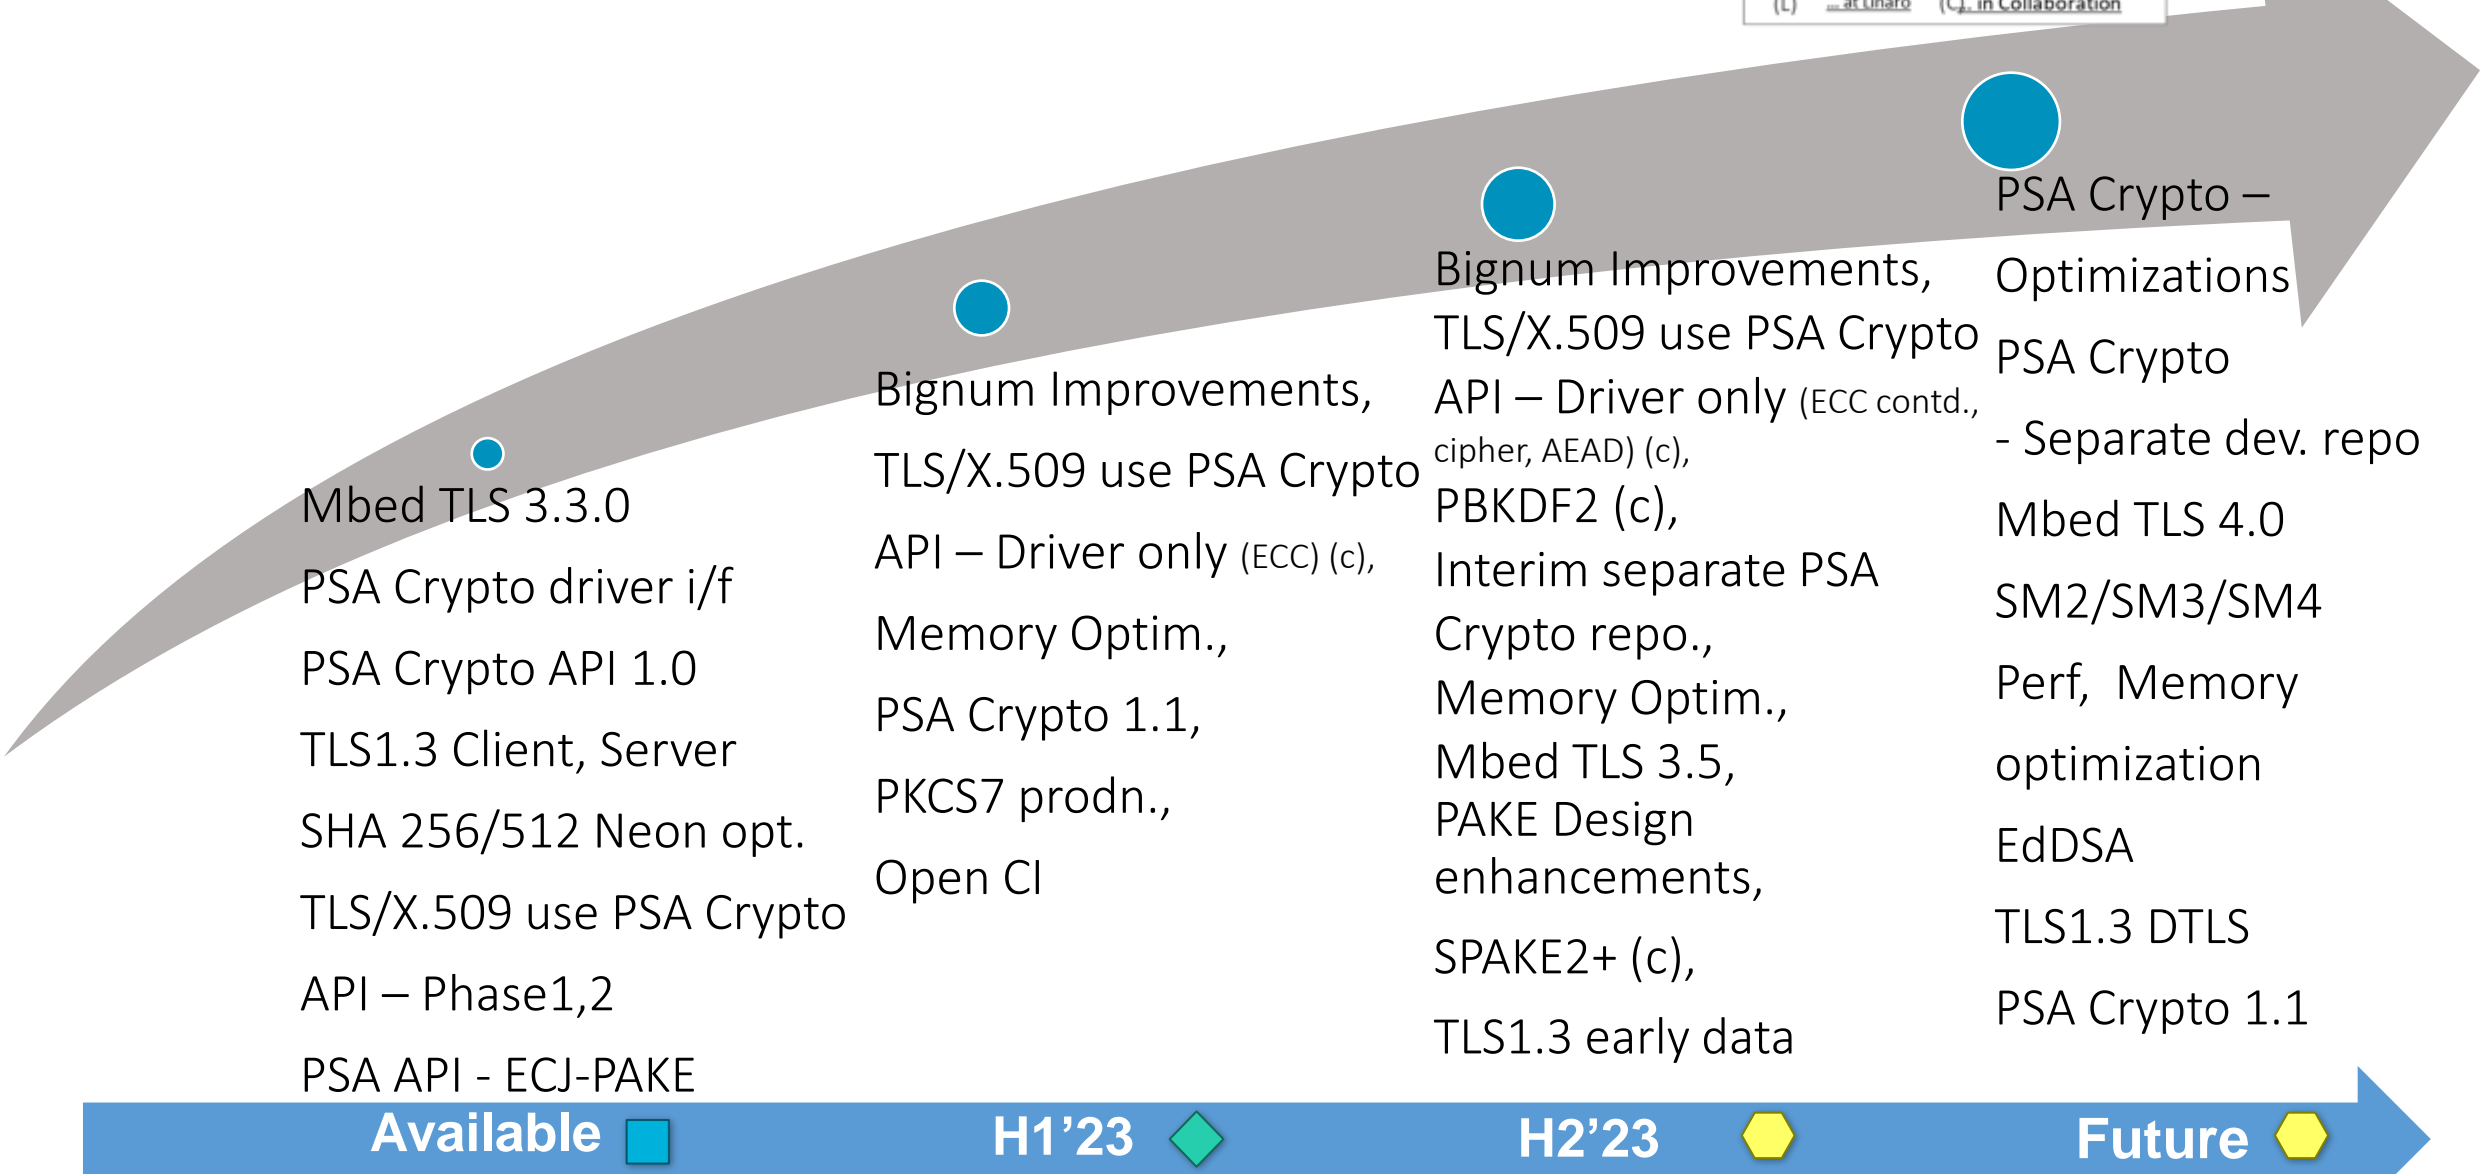 (L) ... at Linaro (C).. in Collaboration
Mbed TLS 3.3.0
PSA Crypto driver i/f
PSA Crypto API 1.0
TLS1.3 Client, Server
SHA 256/512 Neon opt.
TLS/X.509 use PSA Crypto
API – Phase1,2
PSA API - ECJ-PAKE
Bignum Improvements,
TLS/X.509 use PSA Crypto
API – Driver only (ECC) (c),
Memory Optim.,
PSA Crypto 1.1,
PKCS7 prodn.,
Open CI
Bignum Improvements,
TLS/X.509 use PSA Crypto
API – Driver only (ECC contd.,
cipher, AEAD) (c),
PBKDF2 (c),
Interim separate PSA
Crypto repo.,
Memory Optim.,
Mbed TLS 3.5,
PAKE Design
enhancements,
SPAKE2+ (c),
TLS1.3 early data
PSA Crypto –
Optimizations
PSA Crypto
- Separate dev. repo
Mbed TLS 4.0
SM2/SM3/SM4
Perf, Memory
optimization
EdDSA
TLS1.3 DTLS
PSA Crypto 1.1
Available H1’23 H2’23 Future